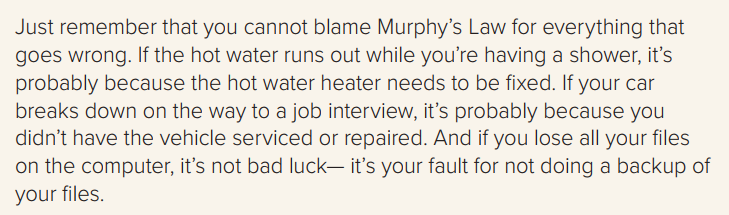 Just remember that you cannot blame Murphy’s Law for everything that
goes wrong. If the hot water runs out while you’re having a shower, it’s
probably because the hot water heater needs to be fixed. If your car
breaks down on the way to a job interview, it’s probably because you
didn’t have the vehicle serviced or repaired. And if you lose all your files
on the computer, it’s not bad luck— it’s your fault for not doing a backup of
your files.